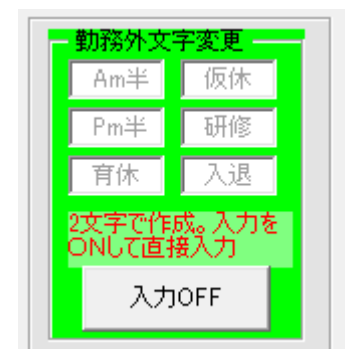 勤務外文字変更
Am半 仮休
Pm半 研修
育休 入退
2文字で作成。入力を
ONして直接入力
入力OFF